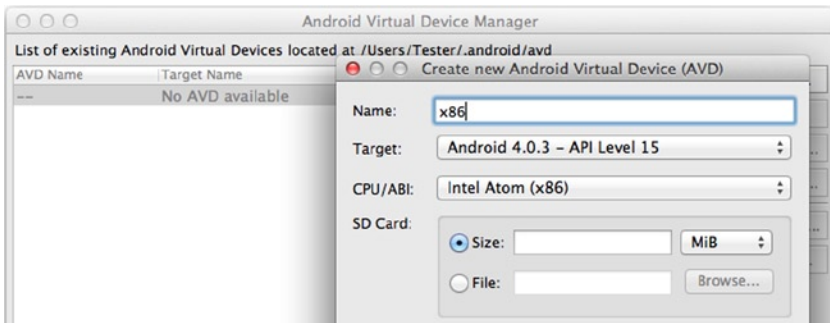 Android Virtual Device Manager
List of existing Android Virtual Devices located at /Users/Tester/.android/avd
AVD Name Target Name
-- No AVD available
Create new Android Virtual Device (AVD)
Name: x86
Target: Android 4.0.3 – API Level 15
CPU/ABI: Intel Atom (x86)
SD Card:
Size: MiB
File: Browse...